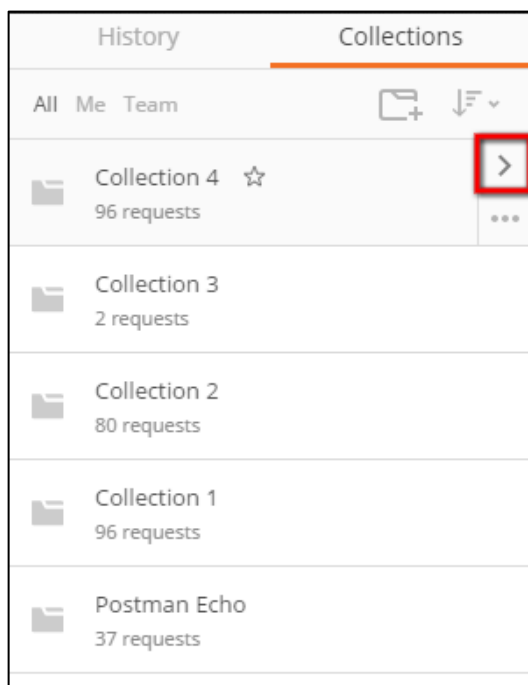 History Collections
All Me Team
Collection 4
96 requests
Collection 3
2 requests
Collection 2
80 requests
Collection 1
96 requests
Postman Echo
37 requests